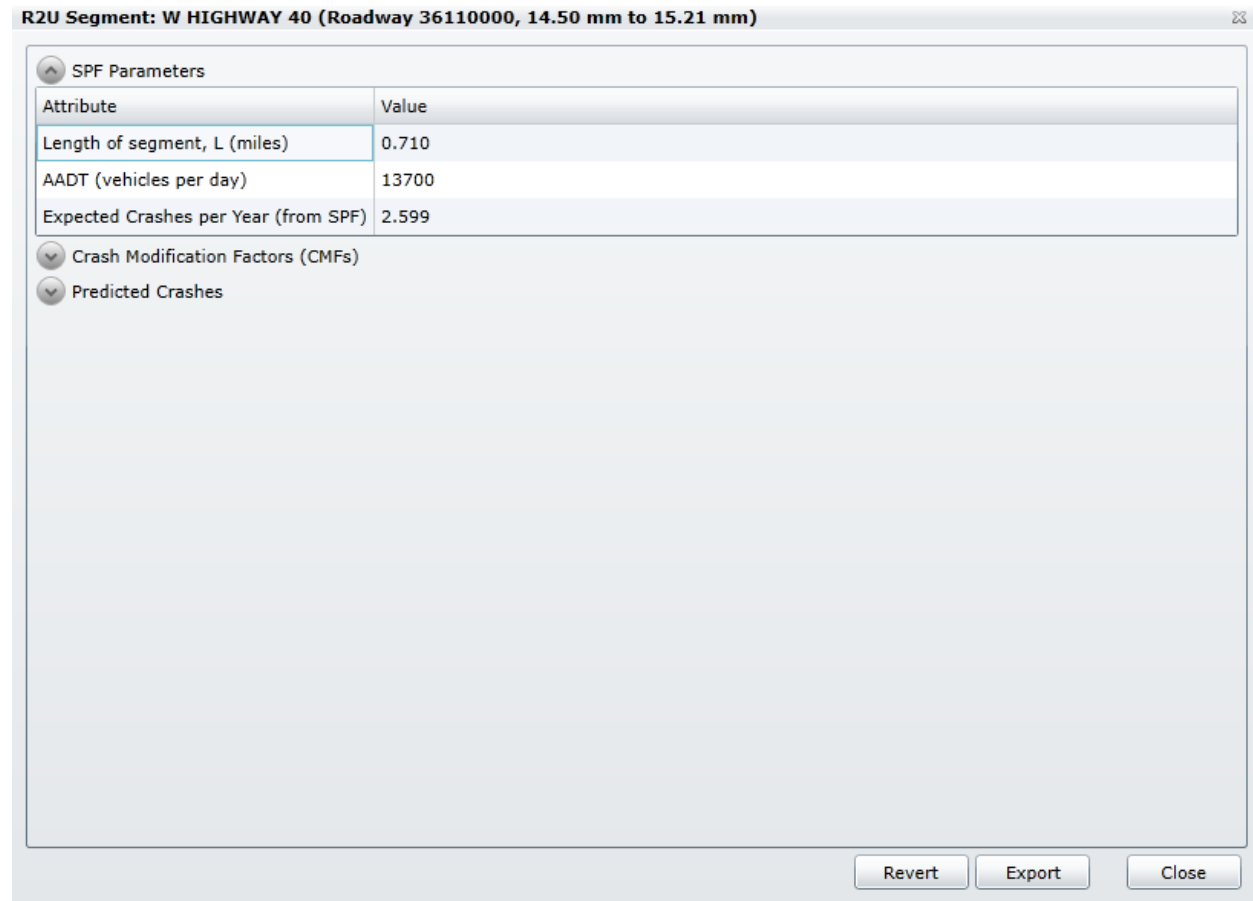 R2U Segment: W HIGHWAY 40 (Roadway 36110000, 14.50 mm to 15.21 mm)
SPF Parameters
Attribute Value
Length of segment, L (miles) 0.710
AADT (vehicles per day) 13700
Expected Crashes per Year (from SPF) 2.599
Crash Modification Factors (CMFs)
Predicted Crashes
Revert Export Close